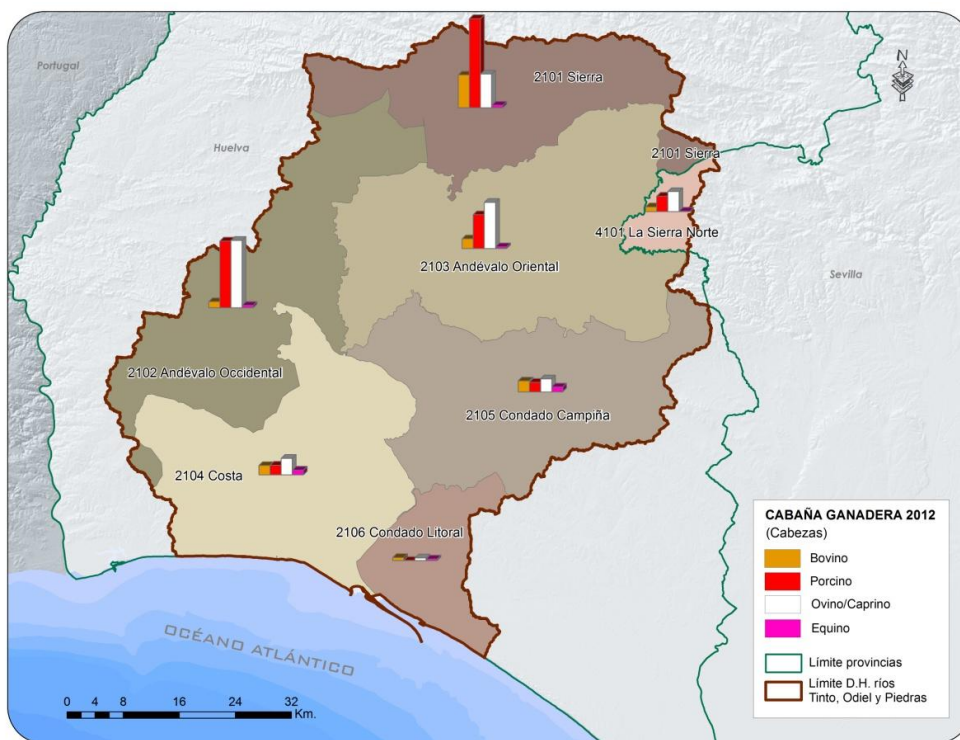 Portugal
N
2101 Sierra
Huelva
2101 Sierra
4101 La Sierra Norte
2103 Andévalo Oriental
Sevilla
2102 Andévalo Occidental
2105 Condado Campiña
2104 Costa
2106 Condado Litoral
OCÉANO ATLÁNTICO
0 2 4 8 16 24 32
Km.
CABAÑA GANADERA 2012
(Cabezas)
Bovino
Porcino
Ovino/Caprino
Equino
Límite provincias
Límite D.H. ríos
Tinto, Odiel y Piedras